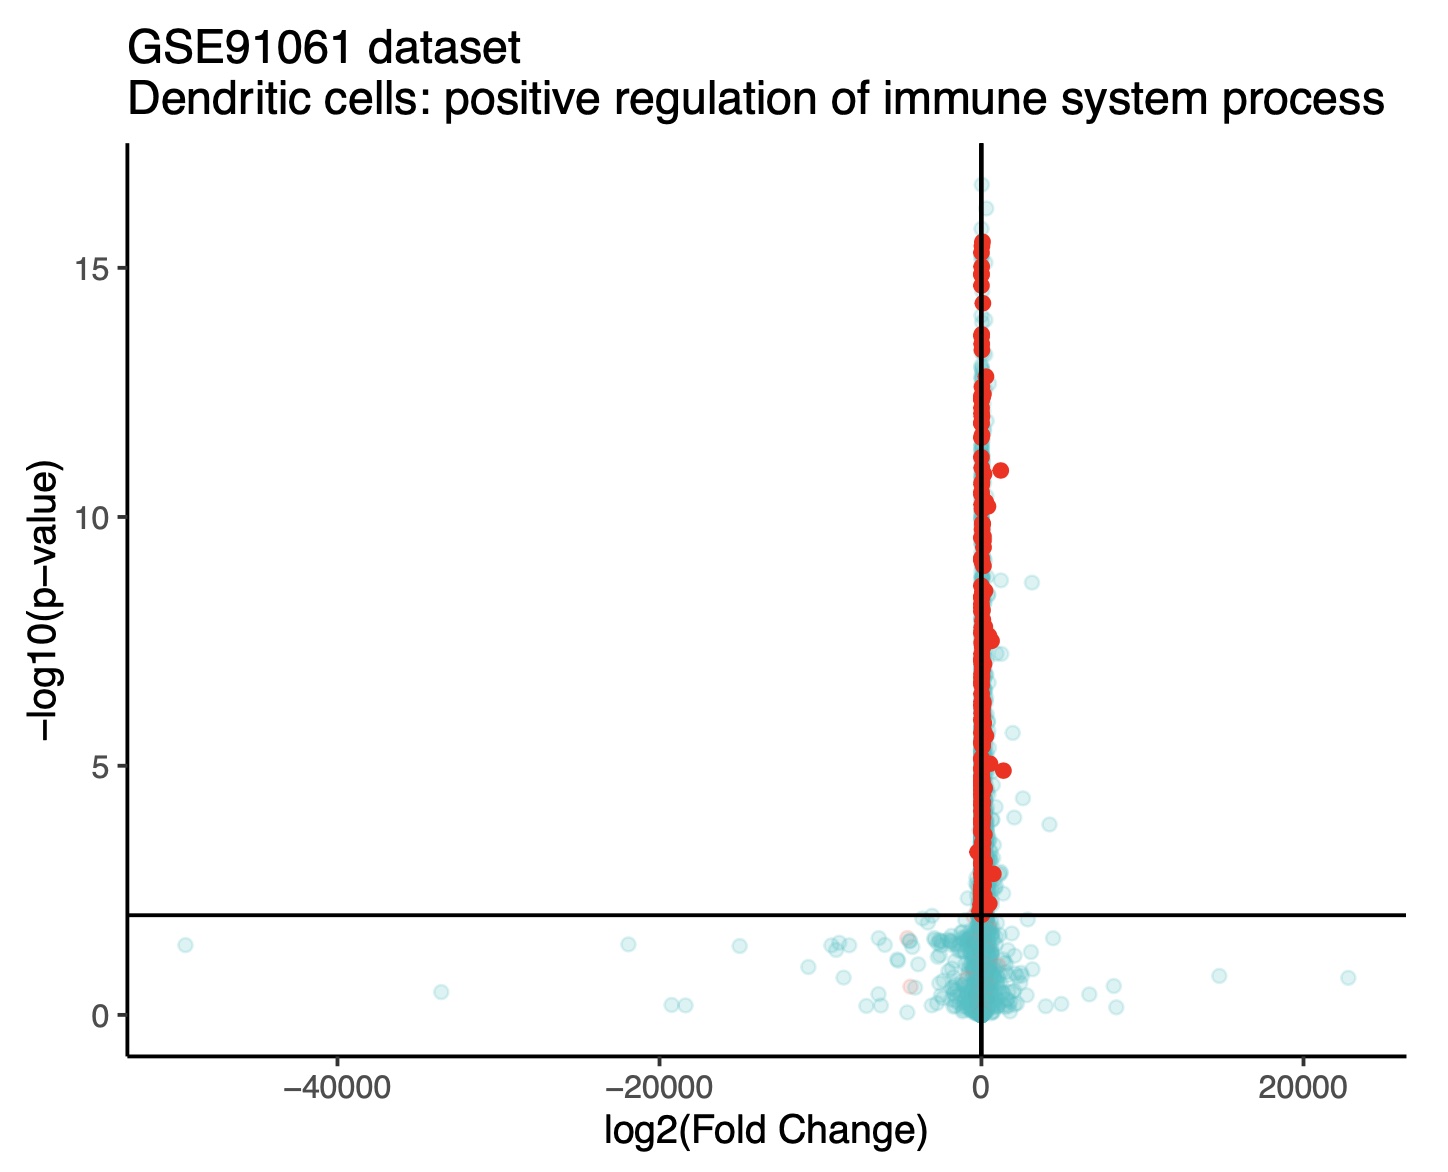 GSE91061 dataset
Dendritic cells: positive regulation of immune system process
−log10(p−value)
15
10
5
0
−40000
−20000
0
20000
log2(Fold Change)